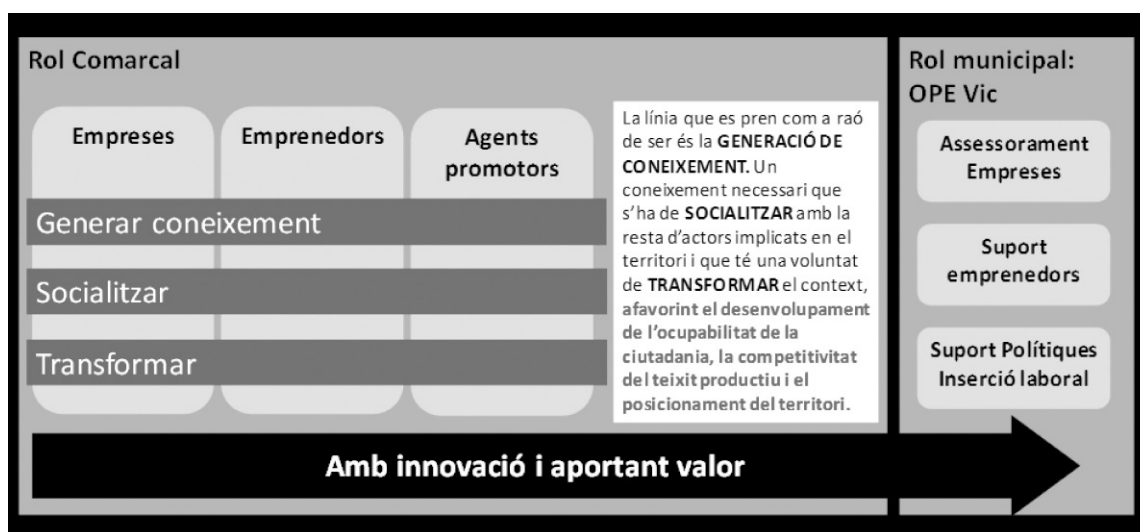 Rol Comarcal
Empreses
Emprenedors
Agents
promotors
Generar coneixement
Socialitzar
Transformar
La línia que es pren com a raó
de ser és la GENERACIÓ DE
CONEIXEMENT. Un
coneixement necessari que
s'ha de SOCIALITZAR amb la
resta d'actors implicats en el
territori i que té una voluntat
de TRANSFORMAR el context,
afavorint el desenvolupament
de l'ocupabilitat de la
ciutadania, la competitivitat
del teixit productiu i el
posicionament del territori.
Rol municipal:
OPE Vic
Assessorament
Empreses
Suport
emprenedors
Suport Polítiques
Inserció laboral
Amb innovació i aportant valor